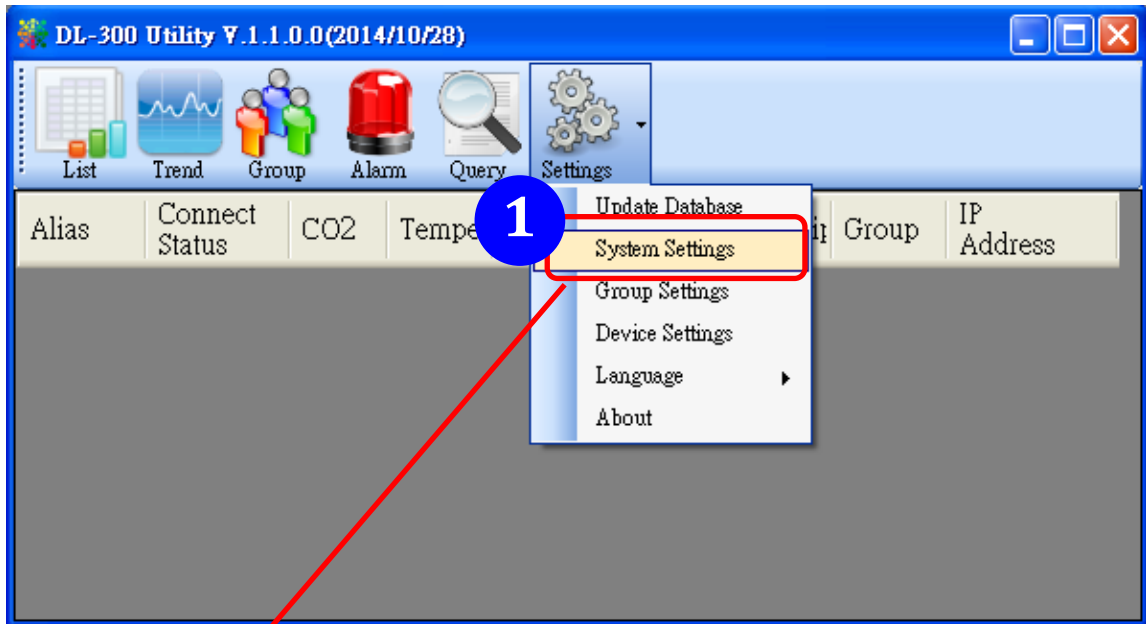 DL-300 Utility V.1.1.0.0(2014/10/28)
List Trend Group Alarm Query Settings
Alias Connect Status CO2 Group IP Address
1
Update Database
System Settings
Group Settings
Device Settings
Language
About